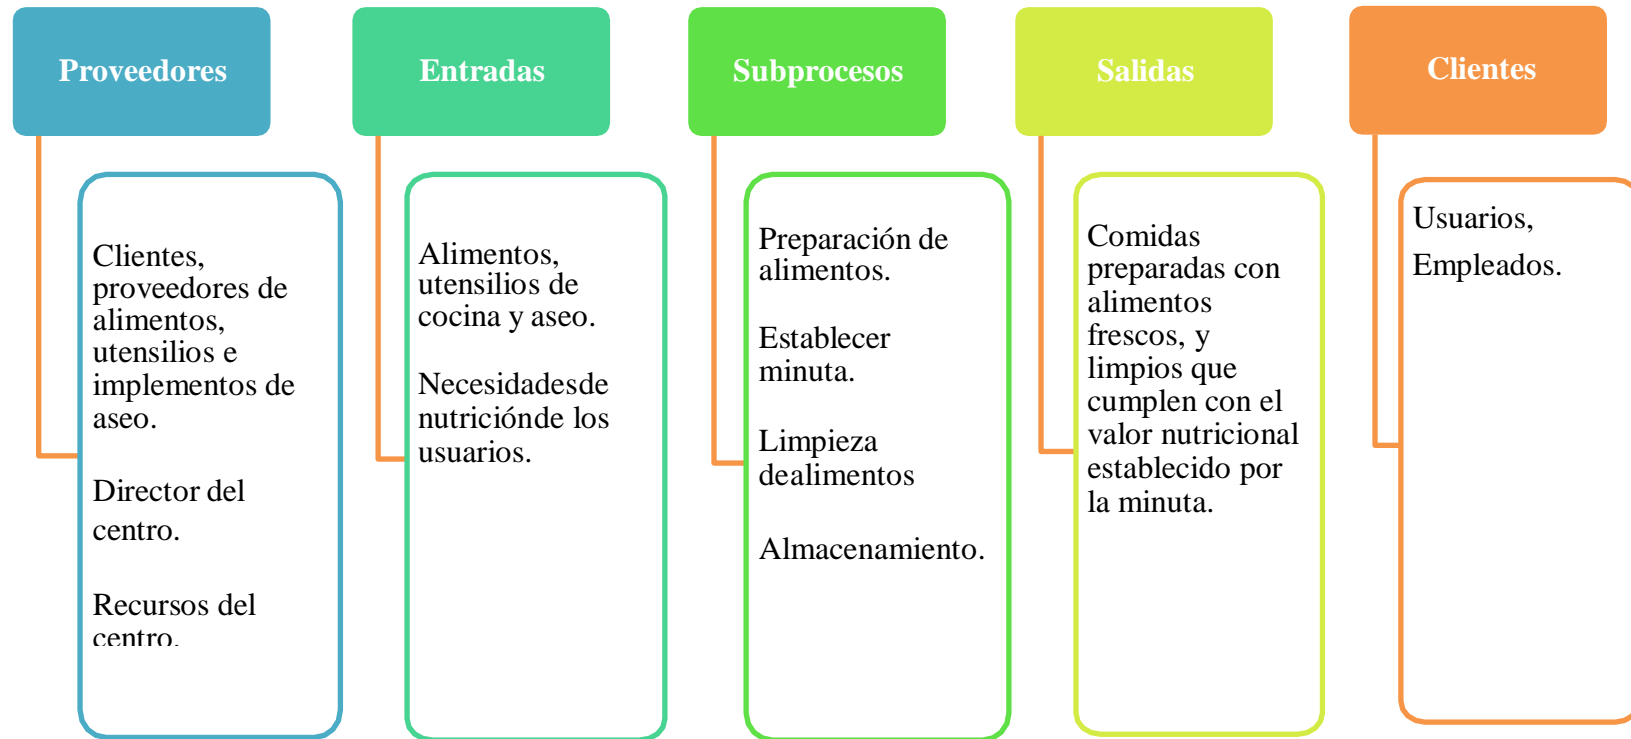 Proveedores
Clientes,
proveedores de
alimentos,
utensilios e
implementos de
aseo.
Director del
centro.
Recursos del
centro.
Entradas
Alimentos,
utensilios de
cocina y aseo.
Necesidadesde
nutriciónde los
usuarios.
Subprocesos
Preparación de
alimentos.
Establecer
minuta.
Limpieza
dealimentos
Almacenamiento.
Salidas
Comidas
preparadas con
alimentos
frescos, y
limpios que
cumplen con el
valor nutricional
establecido por
la minuta.
Clientes
Usuarios,
Empleados.